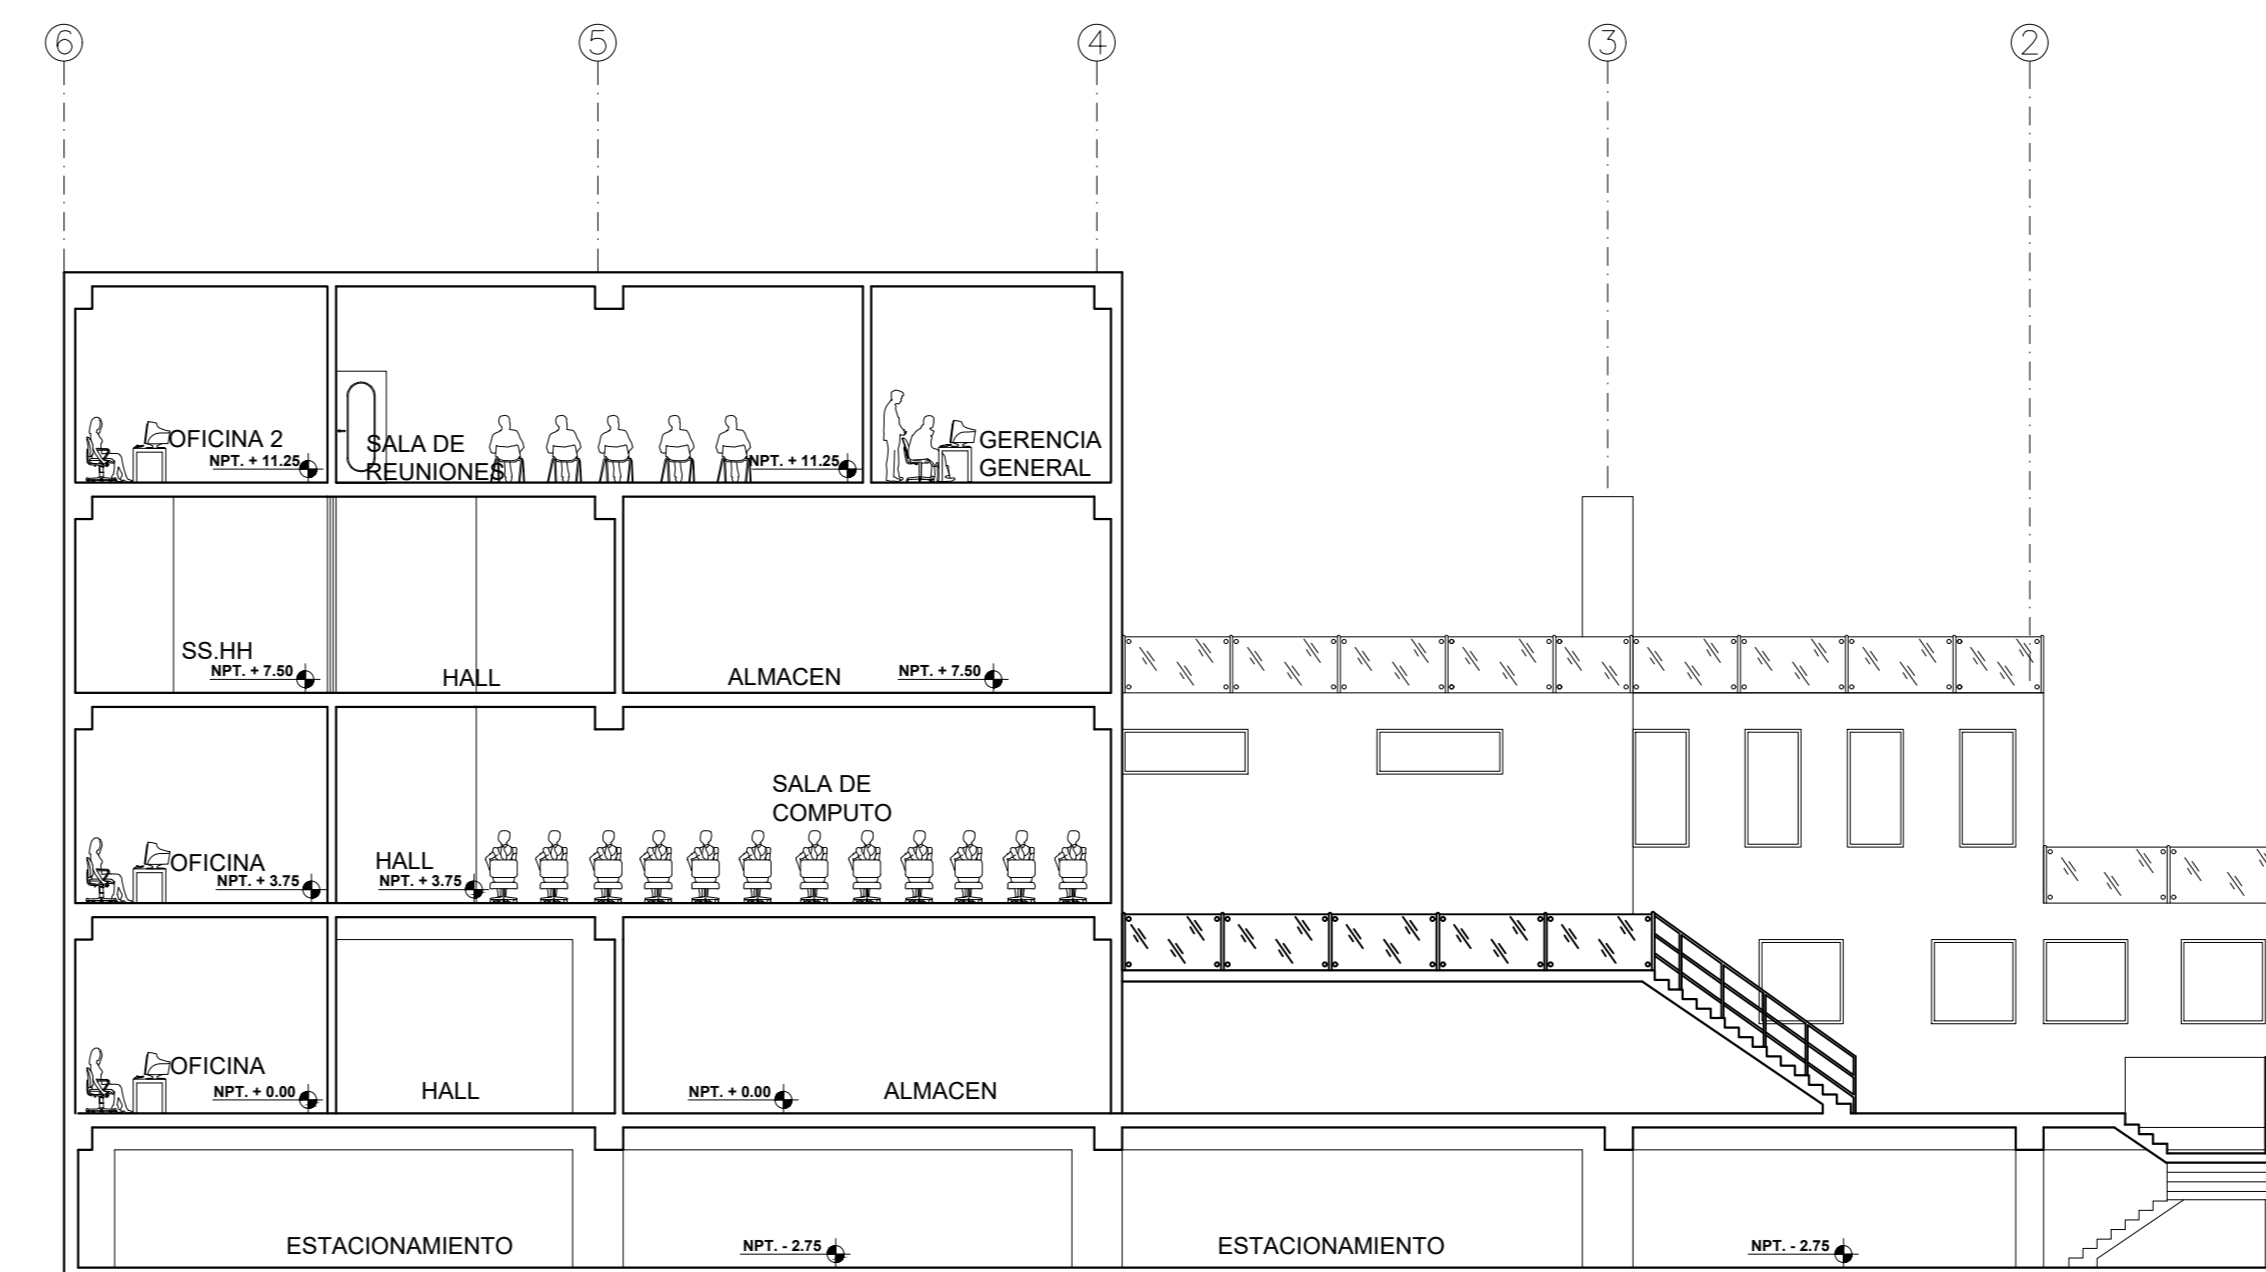 6 5 4 3 2
OFICINA 2
NPT. + 11.25
SALA DE
REUNIONES
NPT. + 11.25
GERENCIA
GENERAL
SS.HH
NPT. + 7.50
HALL
ALMACEN
NPT. + 7.50
SALA DE
COMPUTO
OFICINA
NPT. + 3.75
HALL
NPT. + 3.75
OFICINA
NPT. + 0.00
HALL
NPT. + 0.00
ALMACEN
ESTACIONAMIENTO
NPT. - 2.75
ESTACIONAMIENTO
NPT. - 2.75